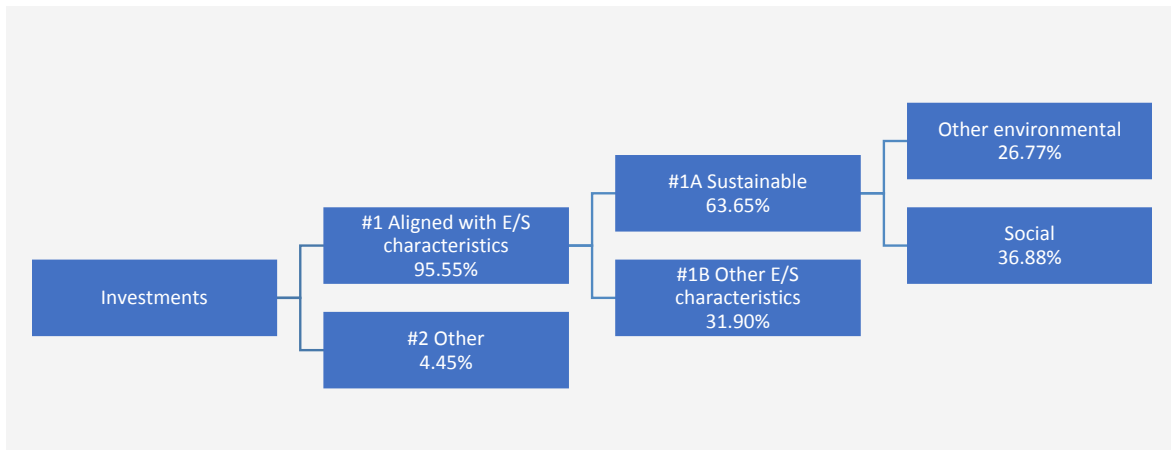 Investments
#1 Aligned with E/S
characteristics
95.55%
#2 Other
4.45%
#1A Sustainable
63.65%
#1B Other E/S
characteristics
31.90%
Other environmental
26.77%
Social
36.88%